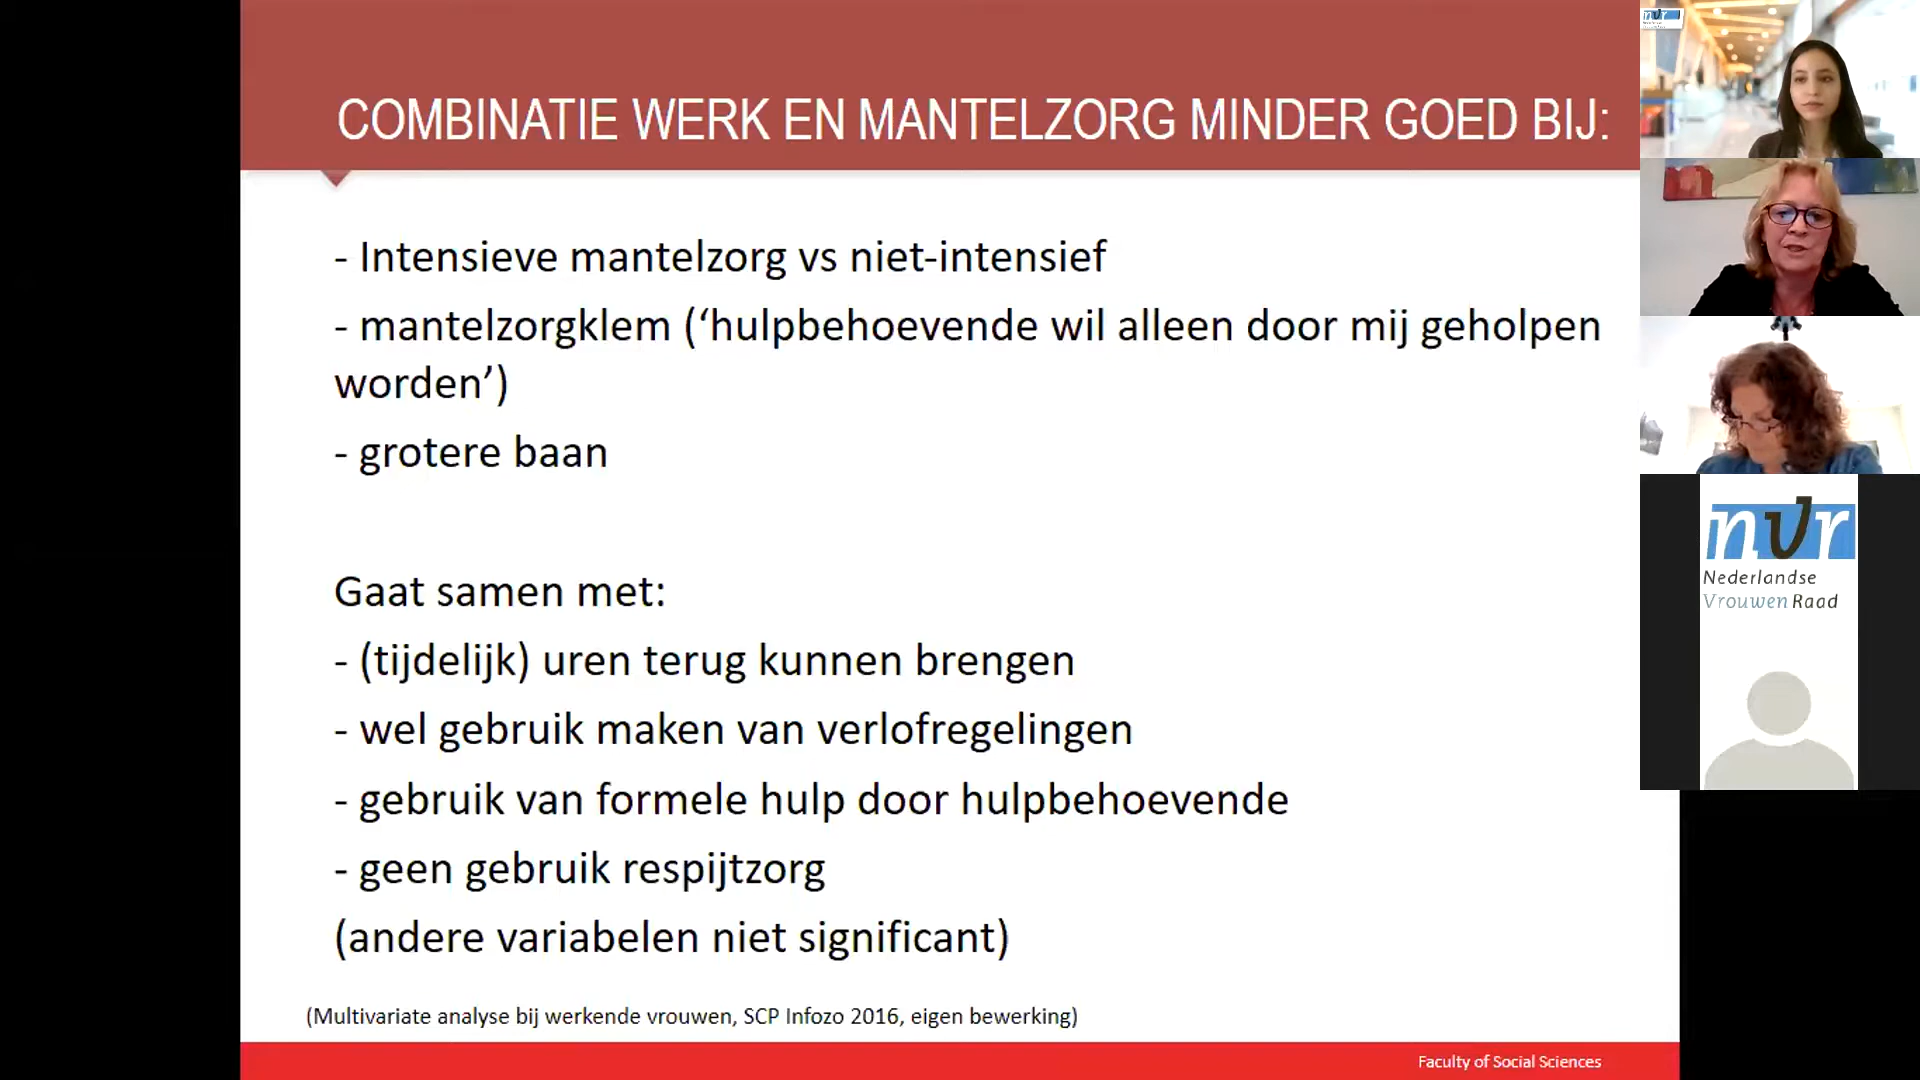 COMBINATIE WERK EN MANTELZORG MINDER GOED BIJ:
- Intensieve mantelzorg vs niet-intensief
- mantelzorgklem (‘hulpbehoevende wil alleen door mij geholpen
worden’)
- grotere baan
Gaat samen met:
- (tijdelijk) uren terug kunnen brengen
- wel gebruik maken van verlofregelingen
- gebruik van formele hulp door hulpbehoevende
- geen gebruik respijtzorg
(andere variabelen niet significant)
(Multivariate analyse bij werkende vrouwen, SCP Infozo 2016, eigen bewerking)
Faculty of Social Sciences
nvr
nvr
Nederlandse
VrouwenRaad